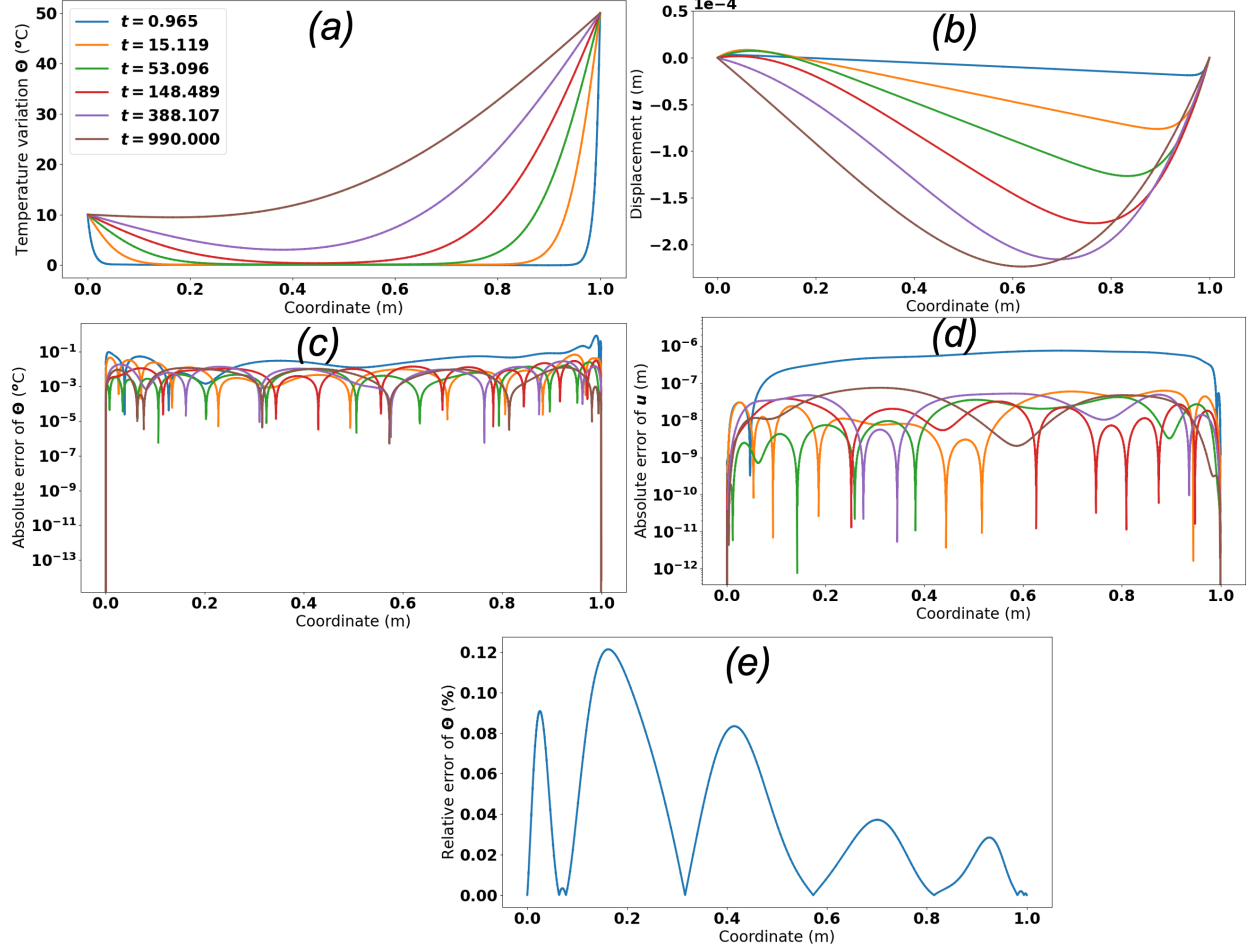 (a)
Temperature variation Θ (°C)
50
40
30
20
10
0
t = 0.965
t = 15.119
t = 53.096
t = 148.489
t = 388.107
t = 990.000
0.0 0.2 0.4 0.6 0.8 1.0
Coordinate (m)
1e−4
(b)
Displacement u (m)
0.5
0.0
−0.5
−1.0
−1.5
−2.0
0.0 0.2 0.4 0.6 0.8 1.0
Coordinate (m)
(c)
Absolute error of Θ (°C)
10⁻¹
10⁻³
10⁻⁵
10⁻⁷
10⁻⁹
10⁻¹¹
10⁻¹³
0.0 0.2 0.4 0.6 0.8 1.0
Coordinate (m)
(d)
Absolute error of u (m)
10⁻⁶
10⁻⁷
10⁻⁸
10⁻⁹
10⁻¹⁰
10⁻¹¹
10⁻¹²
0.0 0.2 0.4 0.6 0.8 1.0
Coordinate (m)
(e)
Relative error of Θ (%)
0.12
0.10
0.08
0.06
0.04
0.02
0.00
0.0 0.2 0.4 0.6 0.8 1.0
Coordinate (m)